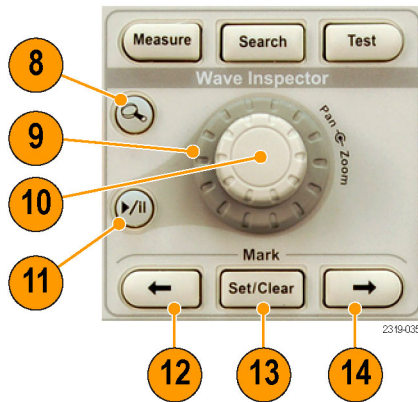 Measure Search Test
Wave Inspector
8
9
Pan Zoom
10
11
▶/II
Mark
← Set/Clear →
2319-035
12 13 14